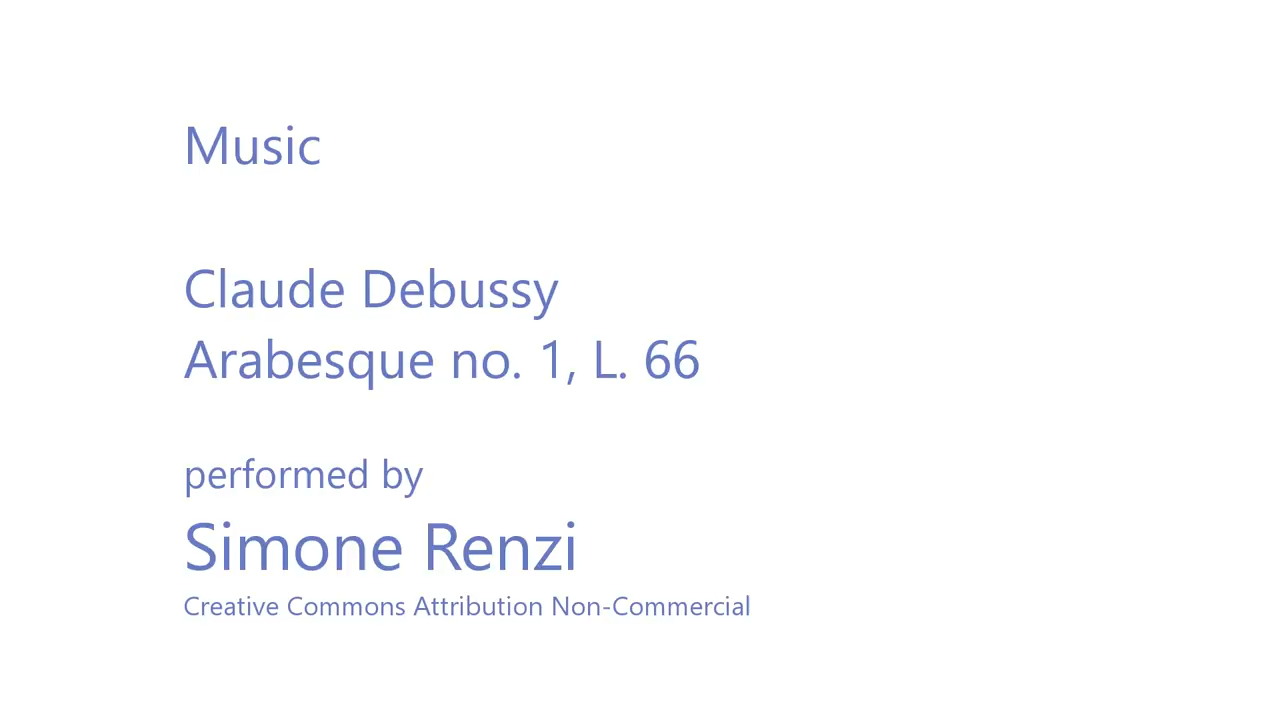 Music
Claude Debussy
Arabesque no. 1, L. 66
performed by
Simone Renzi
Creative Commons Attribution Non-Commercial